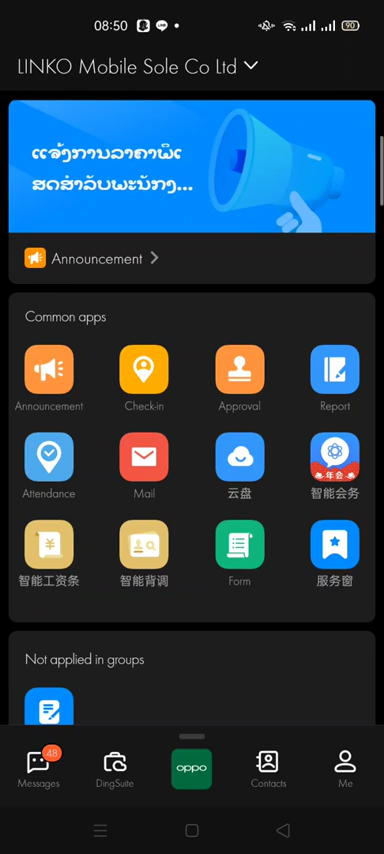 08:50
90
LINKO Mobile Sole Co Ltd
ແຈ້ງການລາຄາພິເ
ສດສຳລັບພະນັກງ...
Announcement
Common apps
Announcement Check-in Approval Report
Attendance Mail 云盘 智能会务
年会
智能工资条 智能背调 Form 服务窗
Not applied in groups
48
oppo
Messages DingSuite Contacts Me